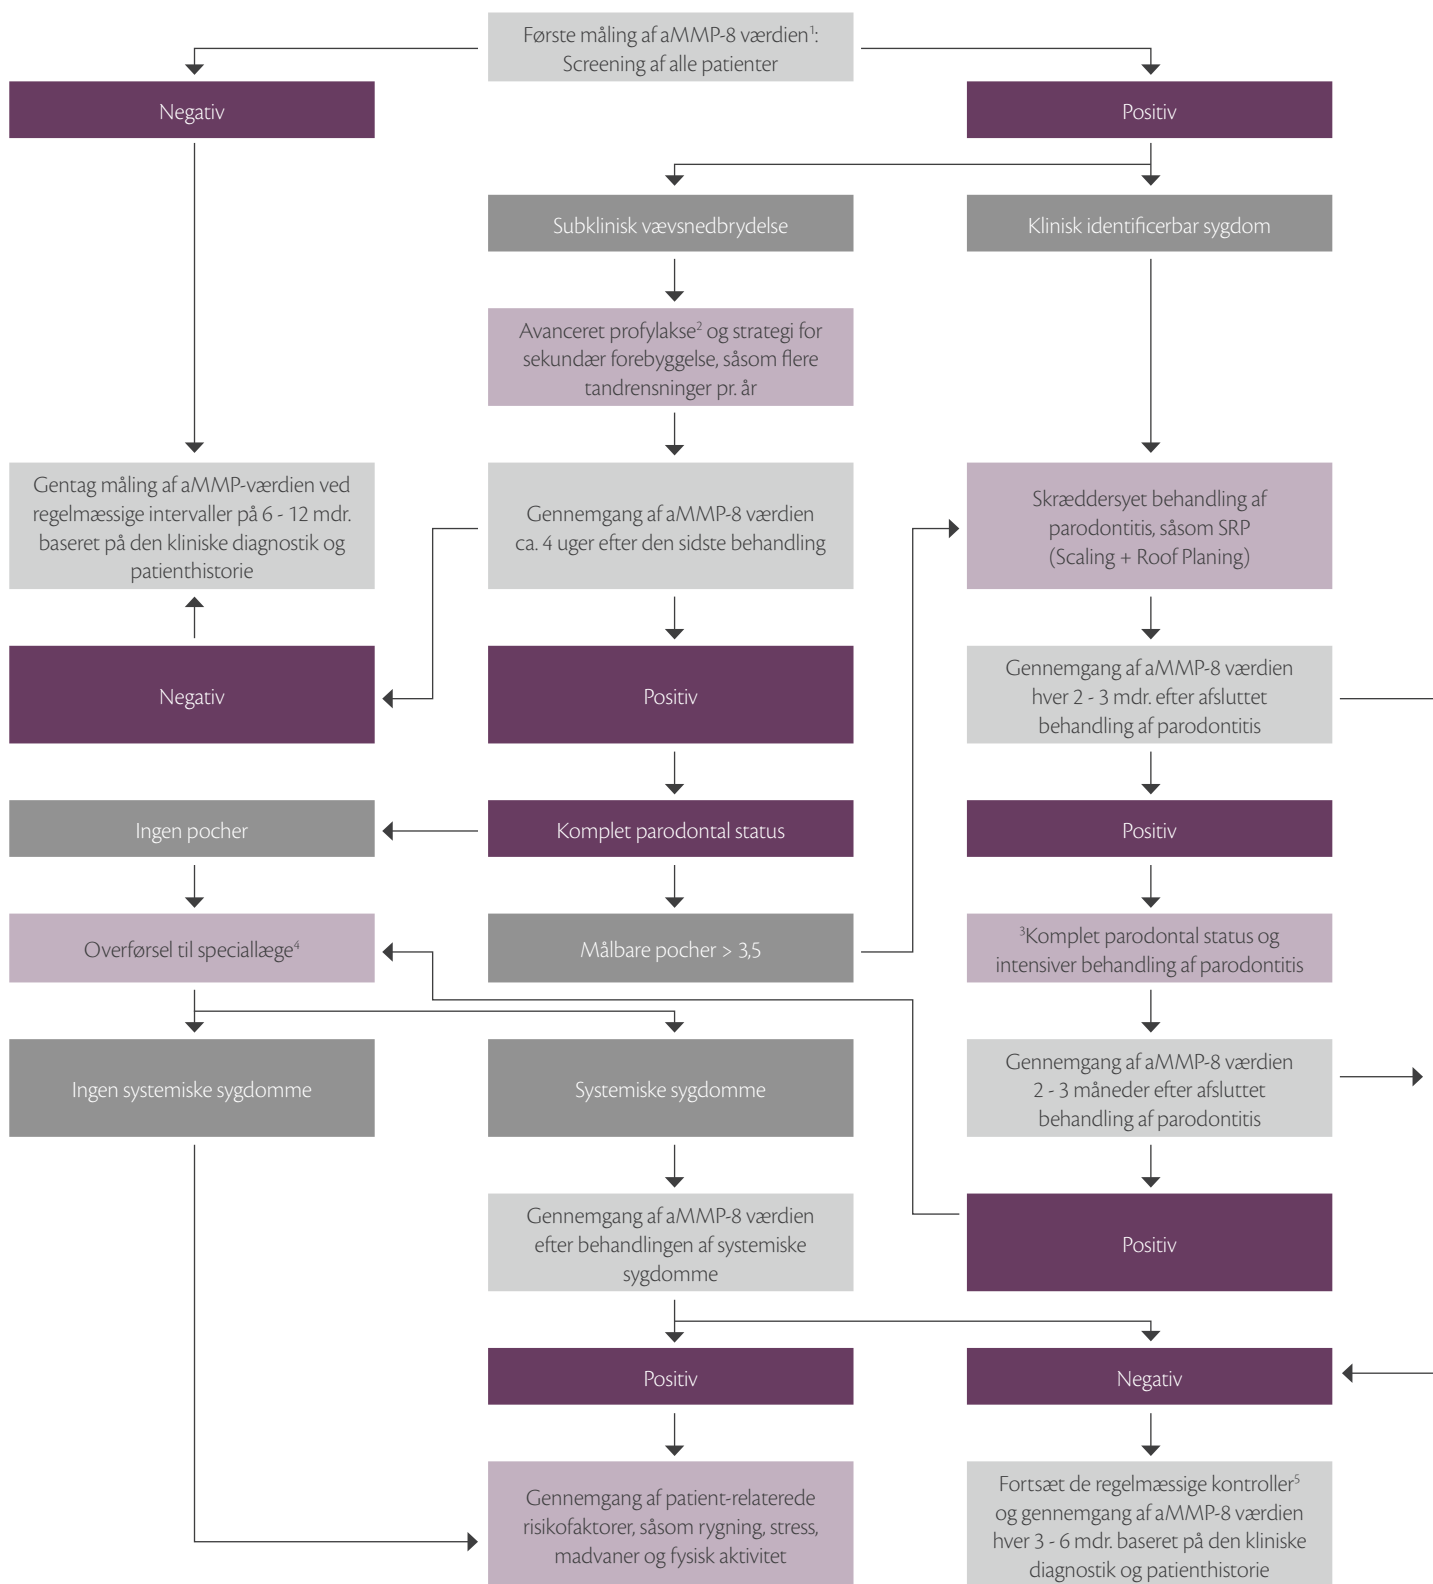 Første måling af aMMP-8 værdien¹:
Screening af alle patienter
Negativ
Positiv
Subklinisk vævsnedbrydelse
Klinisk identificerbar sygdom
Avanceret profylakse² og strategi for
sekundær forebyggelse, såsom flere
tandrensninger pr. år
Gentag måling af aMMP-værdien ved
regelmæssige intervaller på 6 - 12 mdr.
baseret på den kliniske diagnostik og
patienthistorie
Gennemgang af aMMP-8 værdien
ca. 4 uger efter den sidste behandling
Skræddersyet behandling af
parodontitis, såsom SRP
(Scaling + Roof Planing)
Negativ
Positiv
Gennemgang af aMMP-8 værdien
hver 2 - 3 mdr. efter afsluttet
behandling af parodontitis
Ingen pocher
Komplet parodontal status
Positiv
Overførsel til speciallæge⁴
Målbare pocher > 3,5
³Komplet parodontal status og
intensiver behandling af parodontitis
Ingen systemiske sygdomme
Systemiske sygdomme
Gennemgang af aMMP-8 værdien
2 - 3 måneder efter afsluttet
behandling af parodontitis
Gennemgang af aMMP-8 værdien
efter behandlingen af systemiske
sygdomme
Positiv
Positiv
Negativ
Gennemgang af patient-relaterede
risikofaktorer, såsom rygning, stress,
madvaner og fysisk aktivitet
Fortsæt de regelmæssige kontroller⁵
og gennemgang af aMMP-8 værdien
hver 3 - 6 mdr. baseret på den kliniske
diagnostik og patienthistorie